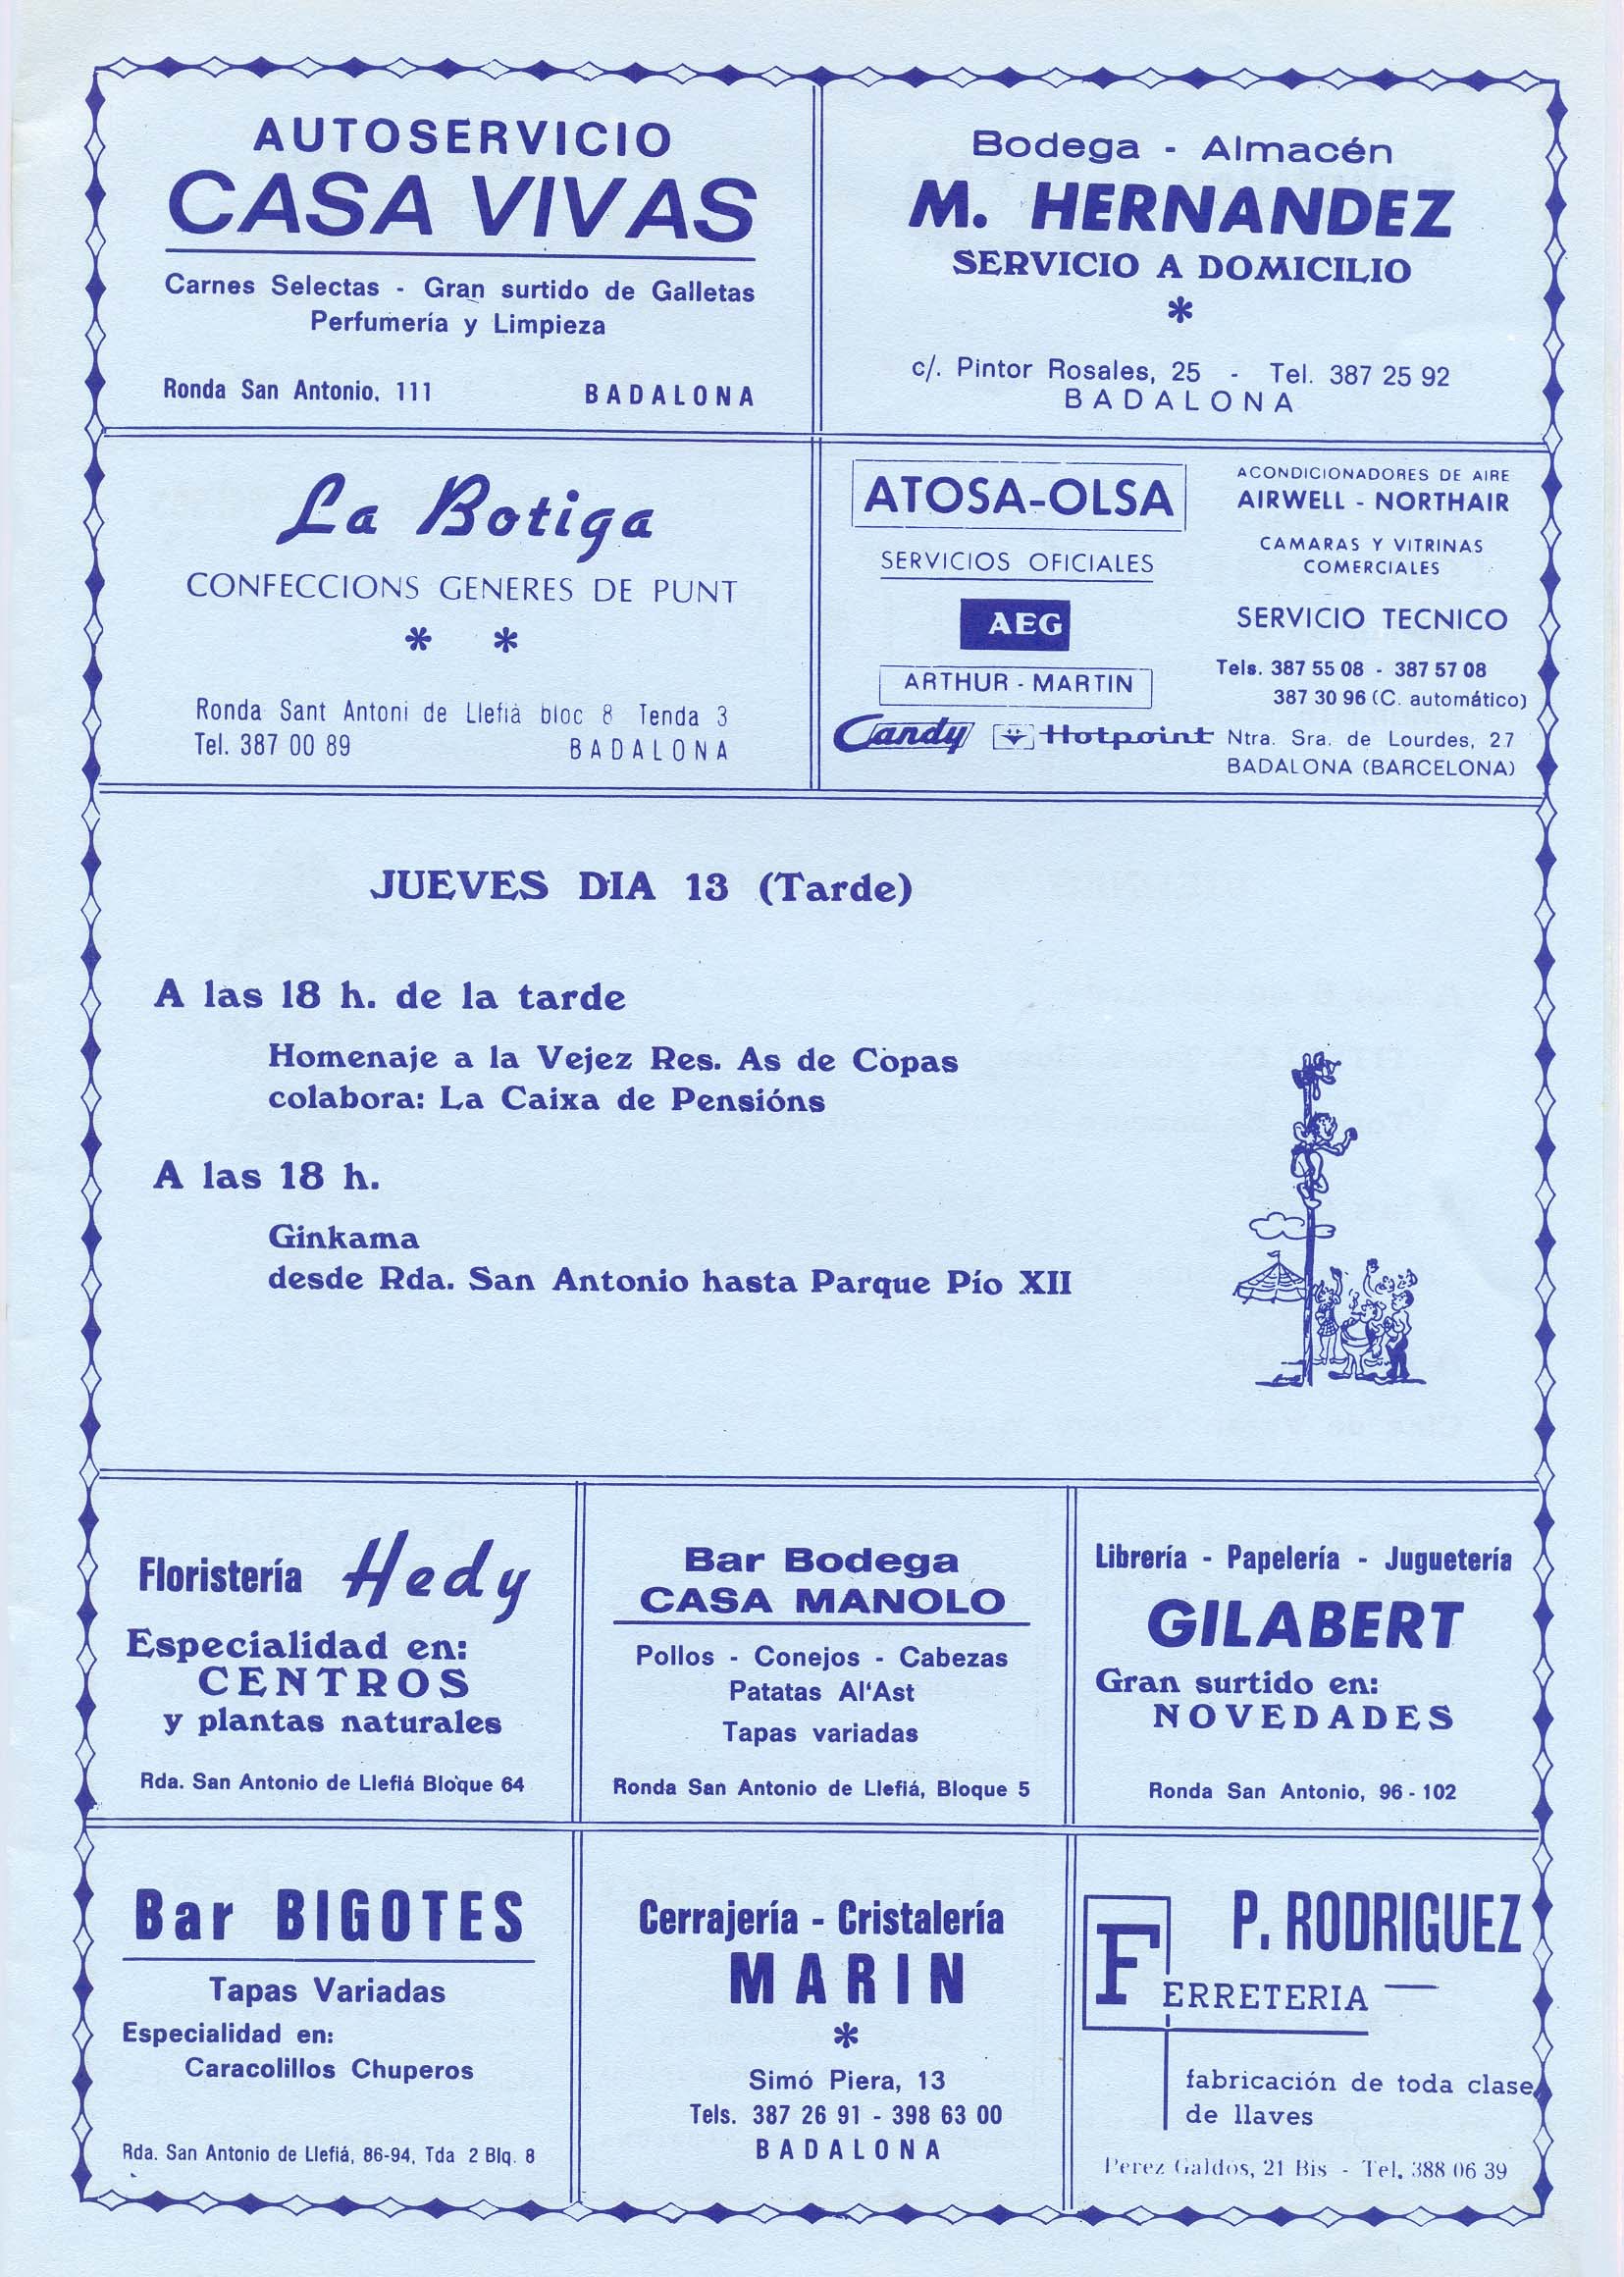 AUTOSERVICIO
CASA VIVAS
Carnes Selectas - Gran surtido de Galletas
Perfumería y Limpieza
Ronda San Antonio, 111 BADALONA
Bodega - Almacén
M. HERNANDEZ
SERVICIO A DOMICILIO
*
c/. Pintor Rosales, 25 - Tel. 387 25 92
BADALONA
La Botiga
CONFECCIONS GENERES DE PUNT
* *
Ronda Sant Antoni de Llefià bloc 8 Tenda 3
Tel. 387 00 89 BADALONA
ATOSA-OLSA
SERVICIOS OFICIALES
AEG
ARTHUR - MARTIN
Candy Hotpoint
ACONDICIONADORES DE AIRE
AIRWELL - NORTHAIR
CAMARAS Y VITRINAS
COMERCIALES
SERVICIO TECNICO
Tels. 387 55 08 - 387 57 08
387 30 96 (C. automático)
Ntra. Sra. de Lourdes, 27
BADALONA (BARCELONA)
JUEVES DIA 13 (Tarde)
A las 18 h. de la tarde
Homenaje a la Vejez Res. As de Copas
colabora: La Caixa de Pensións
A las 18 h.
Ginkama
desde Rda. San Antonio hasta Parque Pío XII
Floristería Hedy
Especialidad en:
CENTROS
y plantas naturales
Rda. San Antonio de Llefiá Bloque 64
Bar Bodega
CASA MANOLO
Pollos - Conejos - Cabezas
Patatas Al'Ast
Tapas variadas
Ronda San Antonio de Llefiá, Bloque 5
Librería - Papelería - Juguetería
GILABERT
Gran surtido en:
NOVEDADES
Ronda San Antonio, 96 - 102
Bar BIGOTES
Tapas Variadas
Especialidad en:
Caracolillos Chuperos
Rda. San Antonio de Llefiá, 86-94, Tda 2 Blq. 8
Cerrajería - Cristalería
MARIN
*
Simó Piera, 13
Tels. 387 26 91 - 398 63 00
BADALONA
P. RODRIGUEZ
FERRETERIA
fabricación de toda clase
de llaves
Perez Galdós, 21 Bis - Tel. 388 06 39